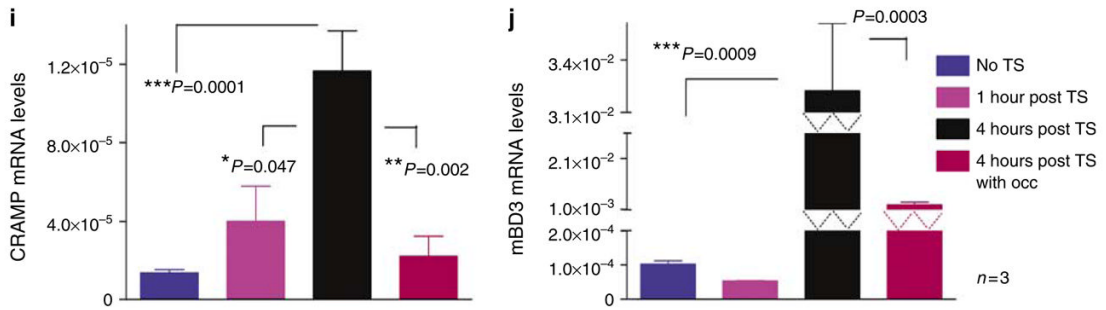 i
CRAMP mRNA levels
1.2×10⁻⁵
8.0×10⁻⁵
4.0×10⁻⁵
0
***P=0.0001
*P=0.047
**P=0.002
j
mBD3 mRNA levels
3.4×10⁻²
3.1×10⁻²
2.1×10⁻²
1.0×10⁻³
2.0×10⁻⁴
1.0×10⁻⁴
0
***P=0.0009
P=0.0003
No TS
1 hour post TS
4 hours post TS
4 hours post TS
with occ
n=3